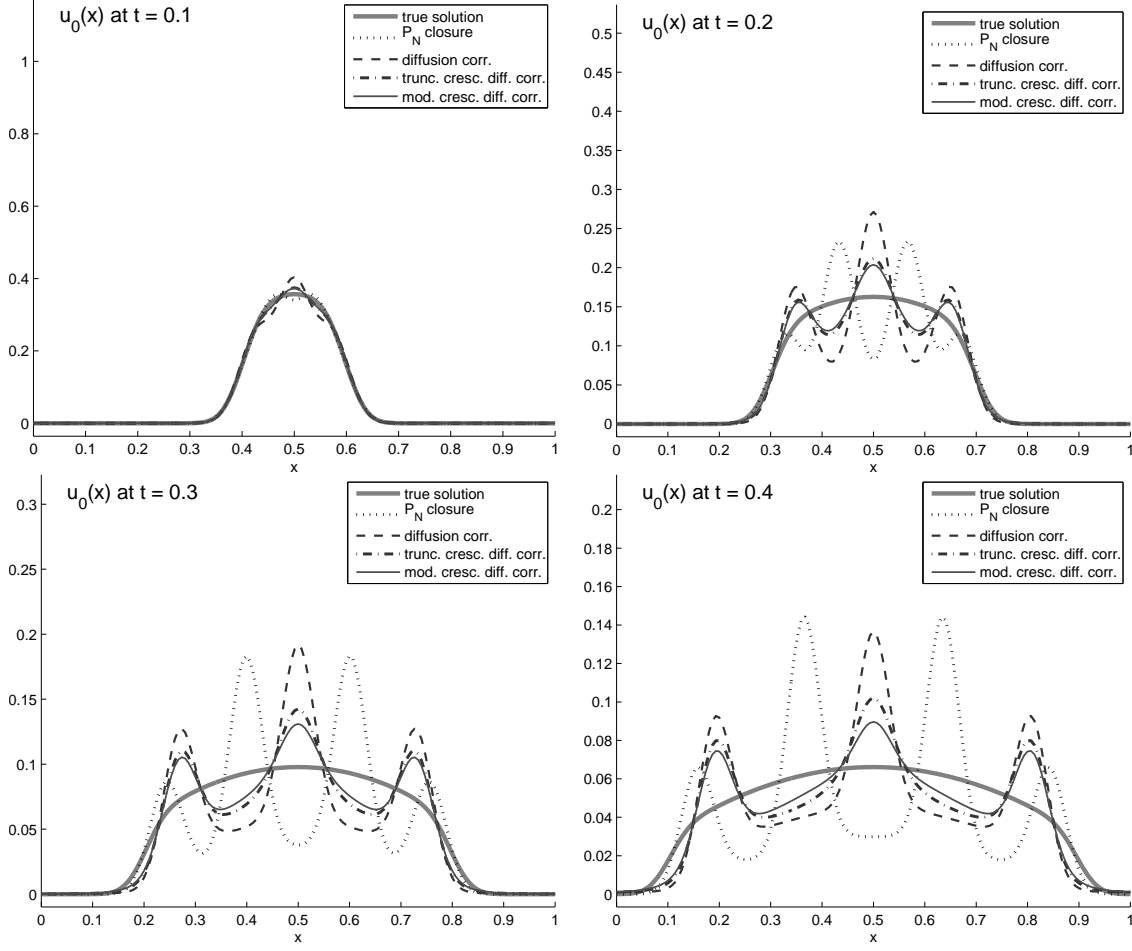 u0(x) at t = 0.1
true solution
PN closure
diffusion corr.
trunc. cresc. diff. corr.
mod. cresc. diff. corr.
1
0.8
0.6
0.4
0.2
0
0 0.1 0.2 0.3 0.4 0.5 0.6 0.7 0.8 0.9 1
x
u0(x) at t = 0.2
true solution
PN closure
diffusion corr.
trunc. cresc. diff. corr.
mod. cresc. diff. corr.
0.5
0.45
0.4
0.35
0.3
0.25
0.2
0.15
0.1
0.05
0
0 0.1 0.2 0.3 0.4 0.5 0.6 0.7 0.8 0.9 1
x
u0(x) at t = 0.3
true solution
PN closure
diffusion corr.
trunc. cresc. diff. corr.
mod. cresc. diff. corr.
0.3
0.25
0.2
0.15
0.1
0.05
0
0 0.1 0.2 0.3 0.4 0.5 0.6 0.7 0.8 0.9 1
x
u0(x) at t = 0.4
true solution
PN closure
diffusion corr.
trunc. cresc. diff. corr.
mod. cresc. diff. corr.
0.2
0.18
0.16
0.14
0.12
0.1
0.08
0.06
0.04
0.02
0
0 0.1 0.2 0.3 0.4 0.5 0.6 0.7 0.8 0.9 1
x